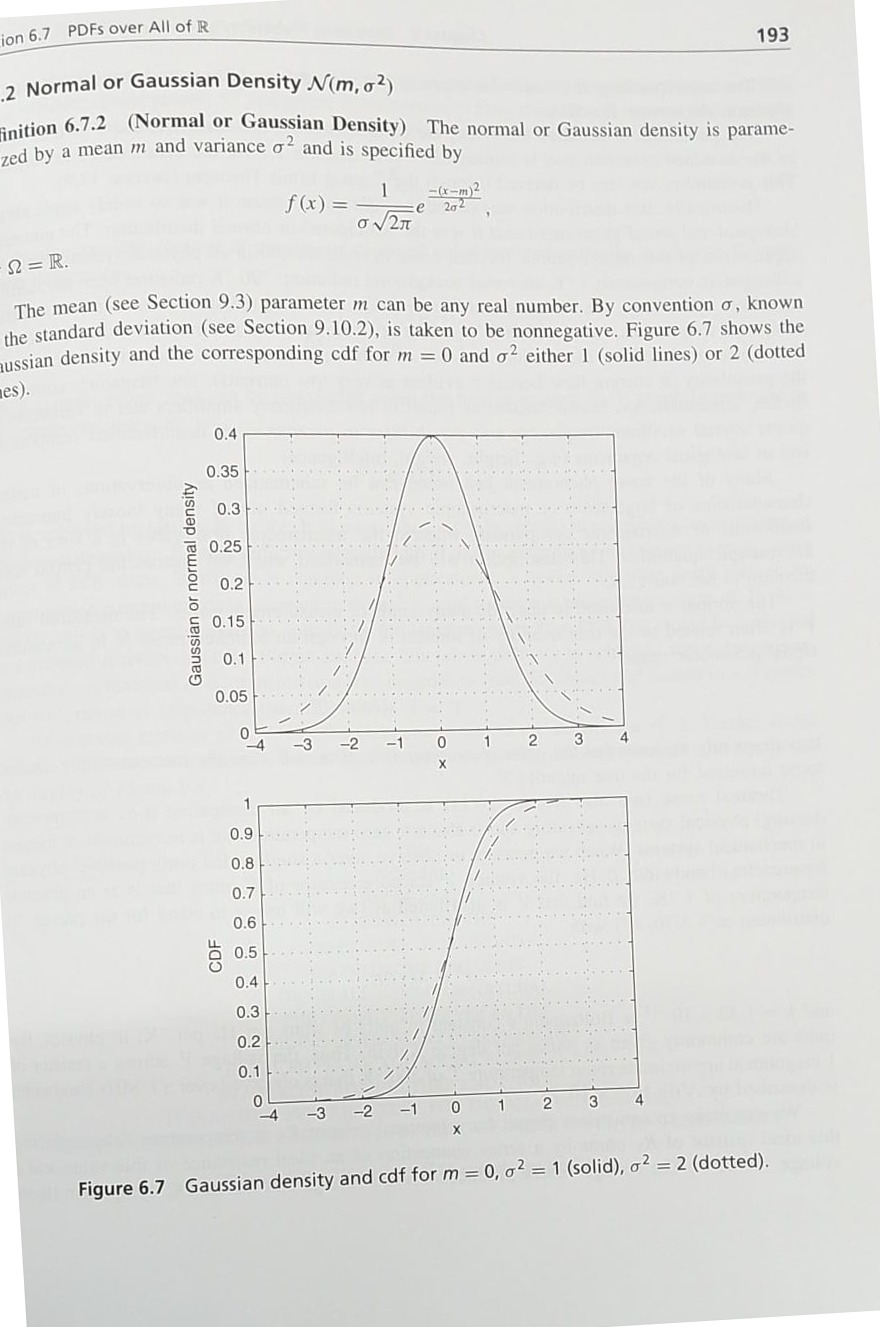 ion 6.7 PDFs over All of ℝ
193
.2 Normal or Gaussian Density 𝒩(m, σ²)
finition 6.7.2 (Normal or Gaussian Density) The normal or Gaussian density is parame-
zed by a mean m and variance σ² and is specified by
f(x) = 1/(σ√2π) e^(−(x−m)²/2σ²),
Ω = ℝ.
The mean (see Section 9.3) parameter m can be any real number. By convention σ, known
the standard deviation (see Section 9.10.2), is taken to be nonnegative. Figure 6.7 shows the
aussian density and the corresponding cdf for m = 0 and σ² either 1 (solid lines) or 2 (dotted
nes).
Gaussian or normal density
0.4
0.35
0.3
0.25
0.2
0.15
0.1
0.05
0
−4 −3 −2 −1 0 1 2 3 4
x
CDF
1
0.9
0.8
0.7
0.6
0.5
0.4
0.3
0.2
0.1
0
−4 −3 −2 −1 0 1 2 3 4
x
Figure 6.7 Gaussian density and cdf for m = 0, σ² = 1 (solid), σ² = 2 (dotted).